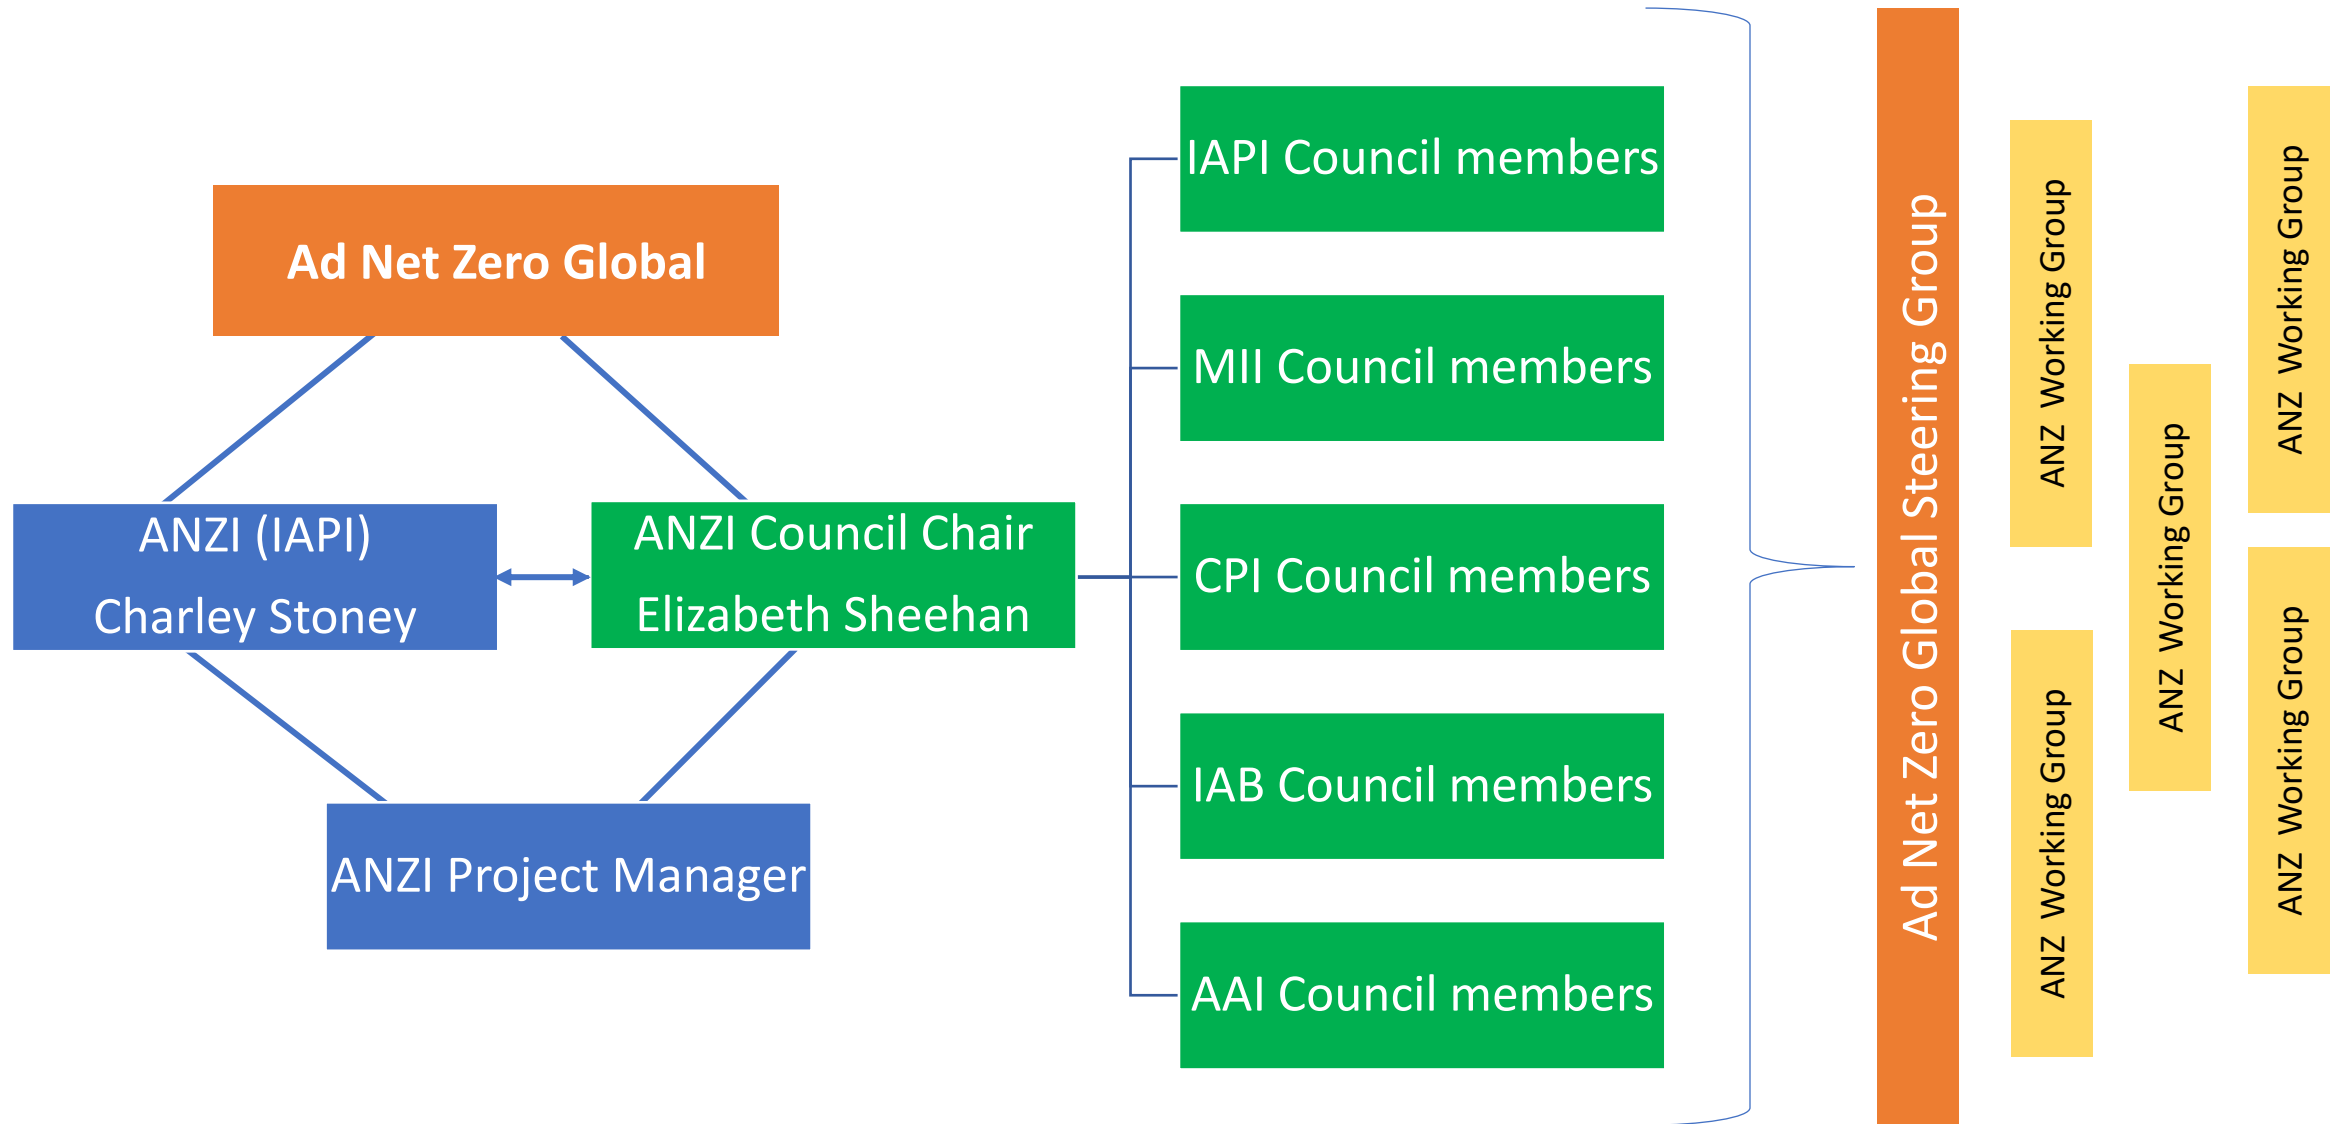 Ad Net Zero Global
ANZI (IAPI)
Charley Stoney
ANZI Council Chair
Elizabeth Sheehan
ANZI Project Manager
IAPI Council members
MII Council members
CPI Council members
IAB Council members
AAI Council members
Ad Net Zero Global Steering Group
ANZ Working Group
ANZ Working Group
ANZ Working Group
ANZ Working Group
ANZ Working Group